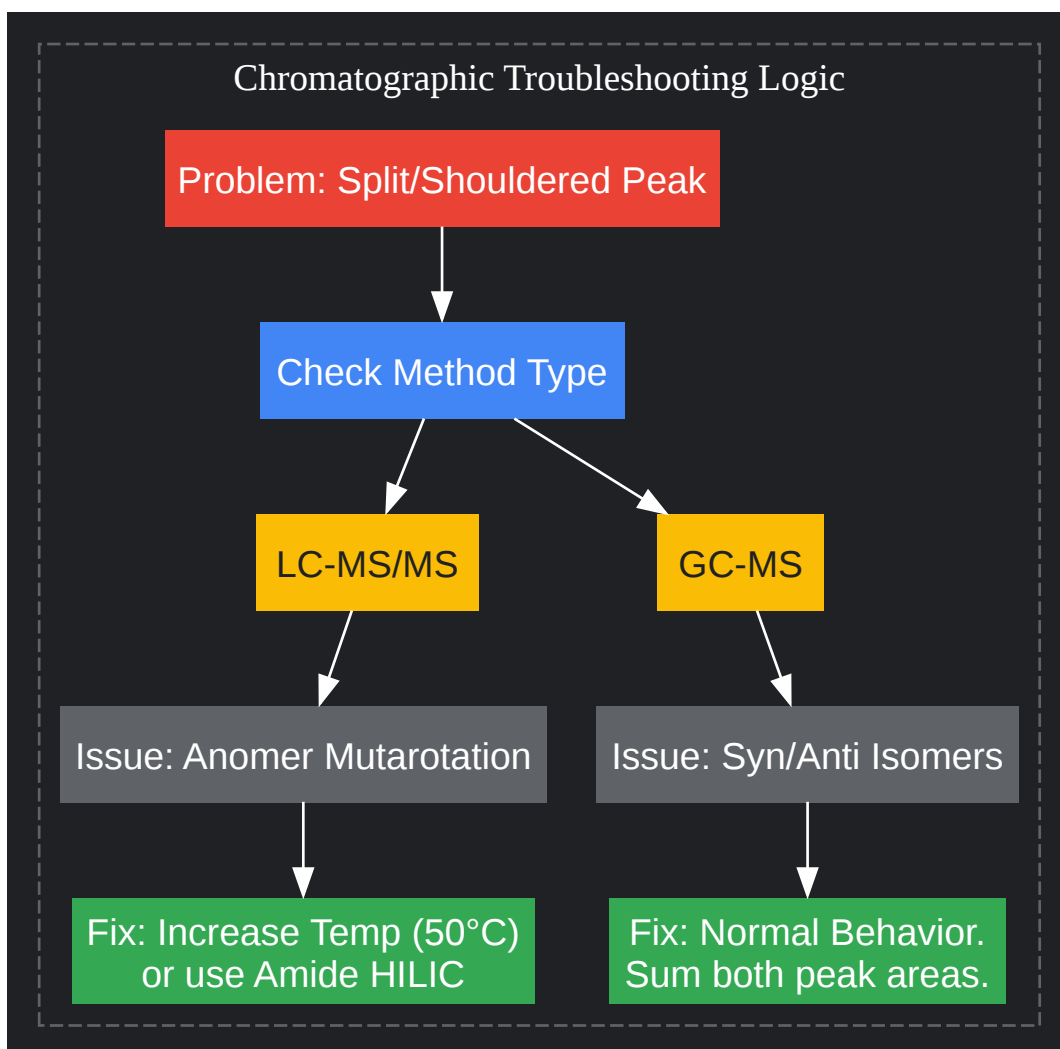 Chromatographic Troubleshooting Logic
Problem: Split/Shouldered Peak
Check Method Type
LC-MS/MS
GC-MS
Issue: Anomer Mutarotation
Issue: Syn/Anti Isomers
Fix: Increase Temp (50°C)
or use Amide HILIC
Fix: Normal Behavior.
Sum both peak areas.